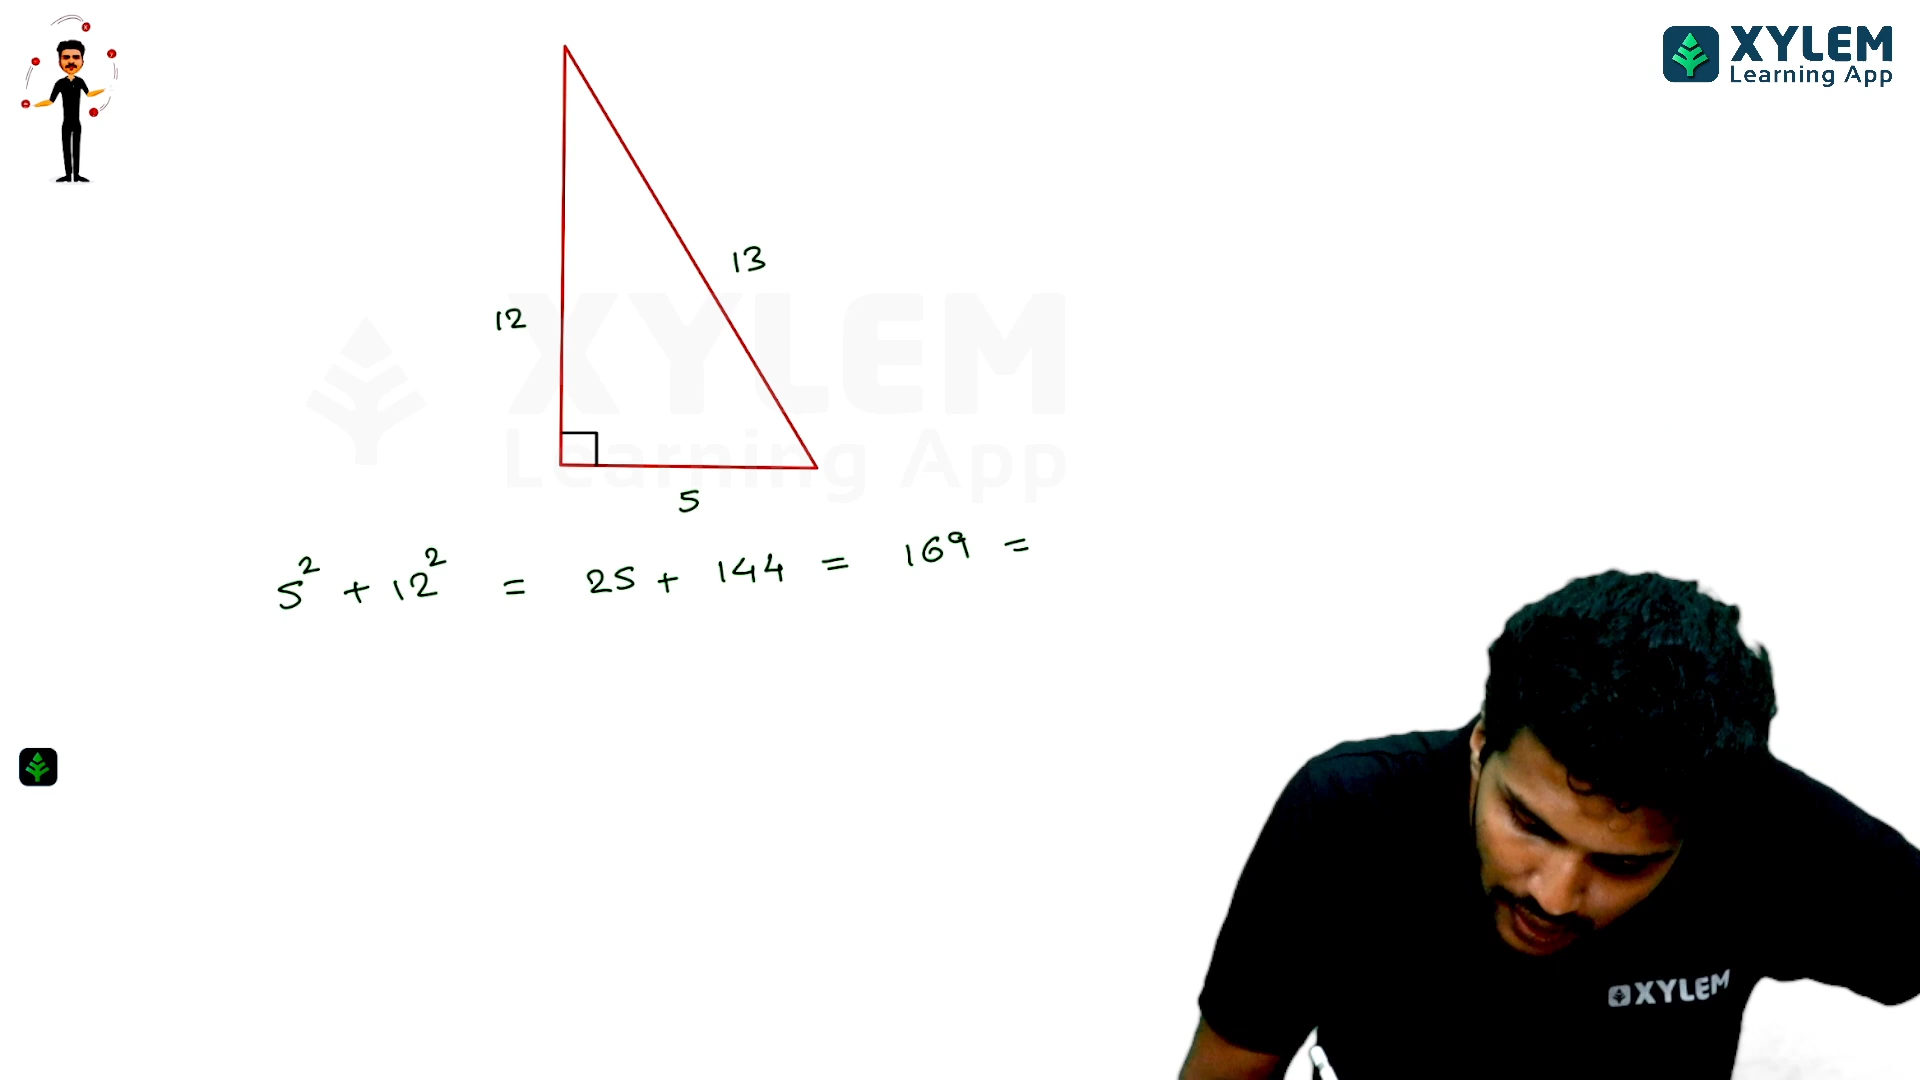 XYLEM
Learning App
13
12
XYLEM
Learning App
5
5² + 12² = 25 + 144 = 169 =
XYLEM